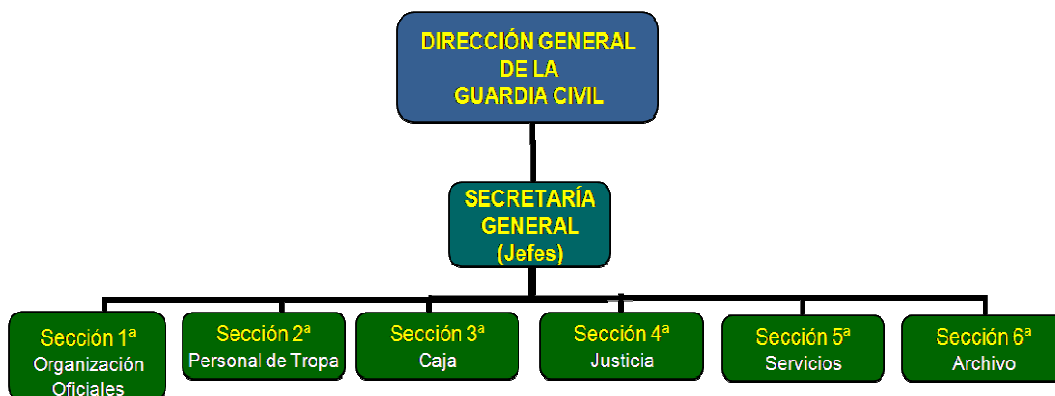 DIRECCIÓN GENERAL
DE LA
GUARDIA CIVIL
SECRETARÍA
GENERAL
(Jefes)
Sección 1ª
Organización
Oficiales
Sección 2ª
Personal de Tropa
Sección 3ª
Caja
Sección 4ª
Justicia
Sección 5ª
Servicios
Sección 6ª
Archivo